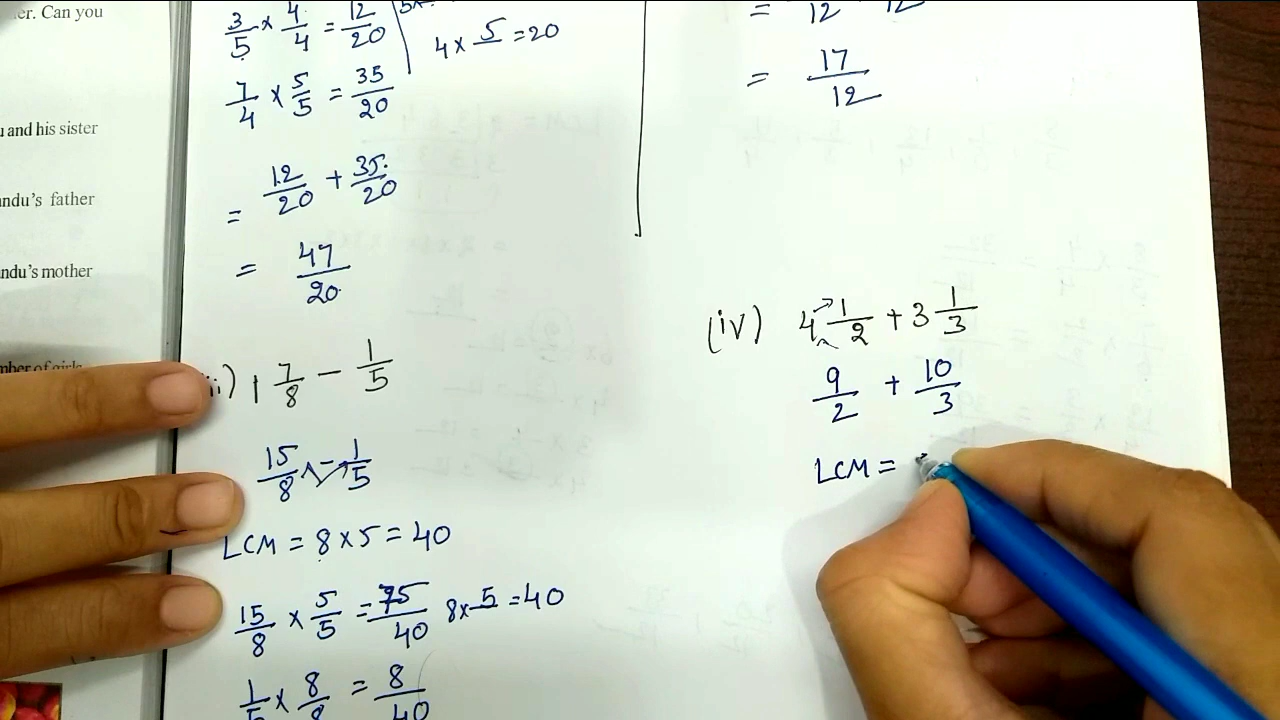 er. Can you
and his sister
ndu's father
ndu's mother
3/5 × 4/4 = 12/20
4 × 5 = 20
7/4 × 5/5 = 35/20
= 12/20 + 35/20
= 47/20
) 1 7/8 − 1/5
15/8 − 1/5
LCM = 8 × 5 = 40
15/8 × 5/5 = 75/40 8 × 5 = 40
1/5 × 8/8 = 8/40
= 17/12
(iv) 4 1/2 + 3 1/3
9/2 + 10/3
LCM =